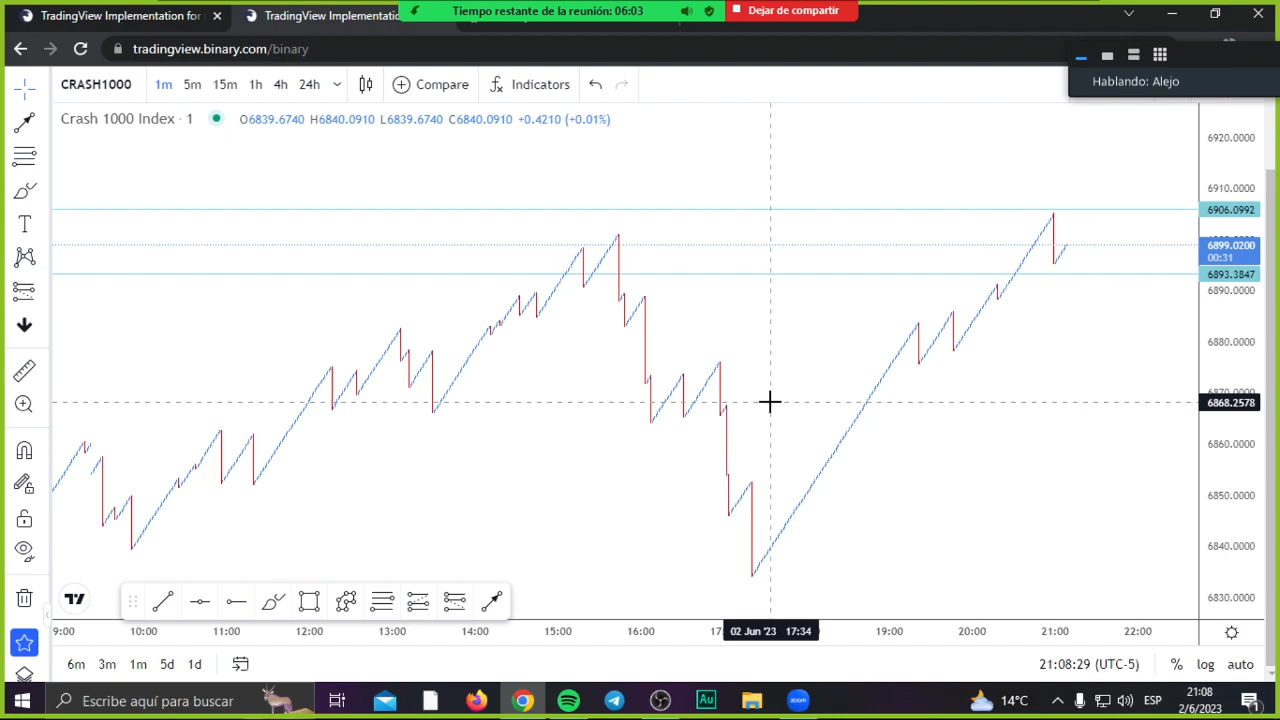 TradingView Implementation for
TradingView Implementatio
Tiempo restante de la reunión: 06:03
Dejar de compartir
tradingview.binary.com/binary
Hablando: Alejo
CRASH1000
1m 5m 15m 1h 4h 24h
Compare
Indicators
Crash 1000 Index · 1
O6839.6740 H6840.0910 L6839.6740 C6840.0910 +0.4210 (+0.01%)
6920.0000
6910.0000
6906.0992
6899.0200
00:31
6893.3847
6890.0000
6880.0000
6868.2578
6860.0000
6850.0000
6840.0000
6830.0000
9:00 10:00 11:00 12:00 13:00 14:00 15:00 16:00 02 Jun '23 17:34 19:00 20:00 21:00 22:00
6m 3m 1m 5d 1d
21:08:29 (UTC-5)
% log auto
Escribe aquí para buscar
Au
zoom
14°C
ESP
21:08
2/6/2023
1